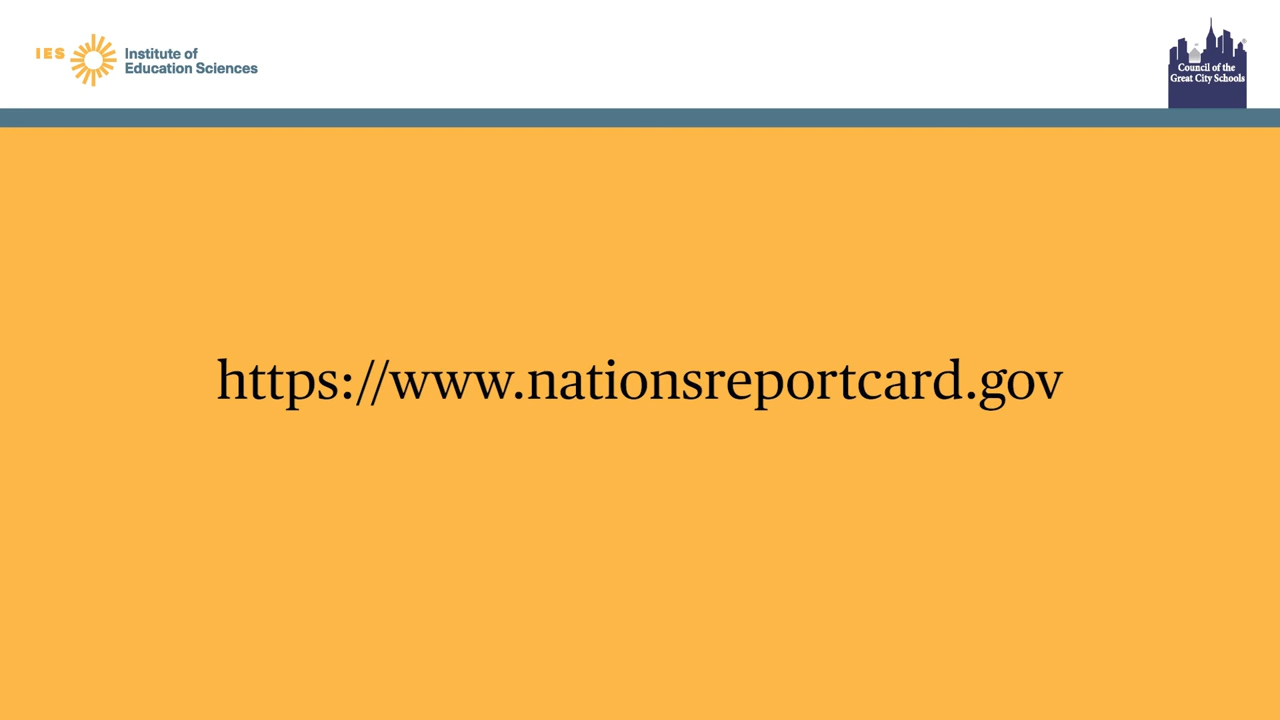 IES
Institute of
Education Sciences
Council of the
Great City Schools
https://www.nationsreportcard.gov